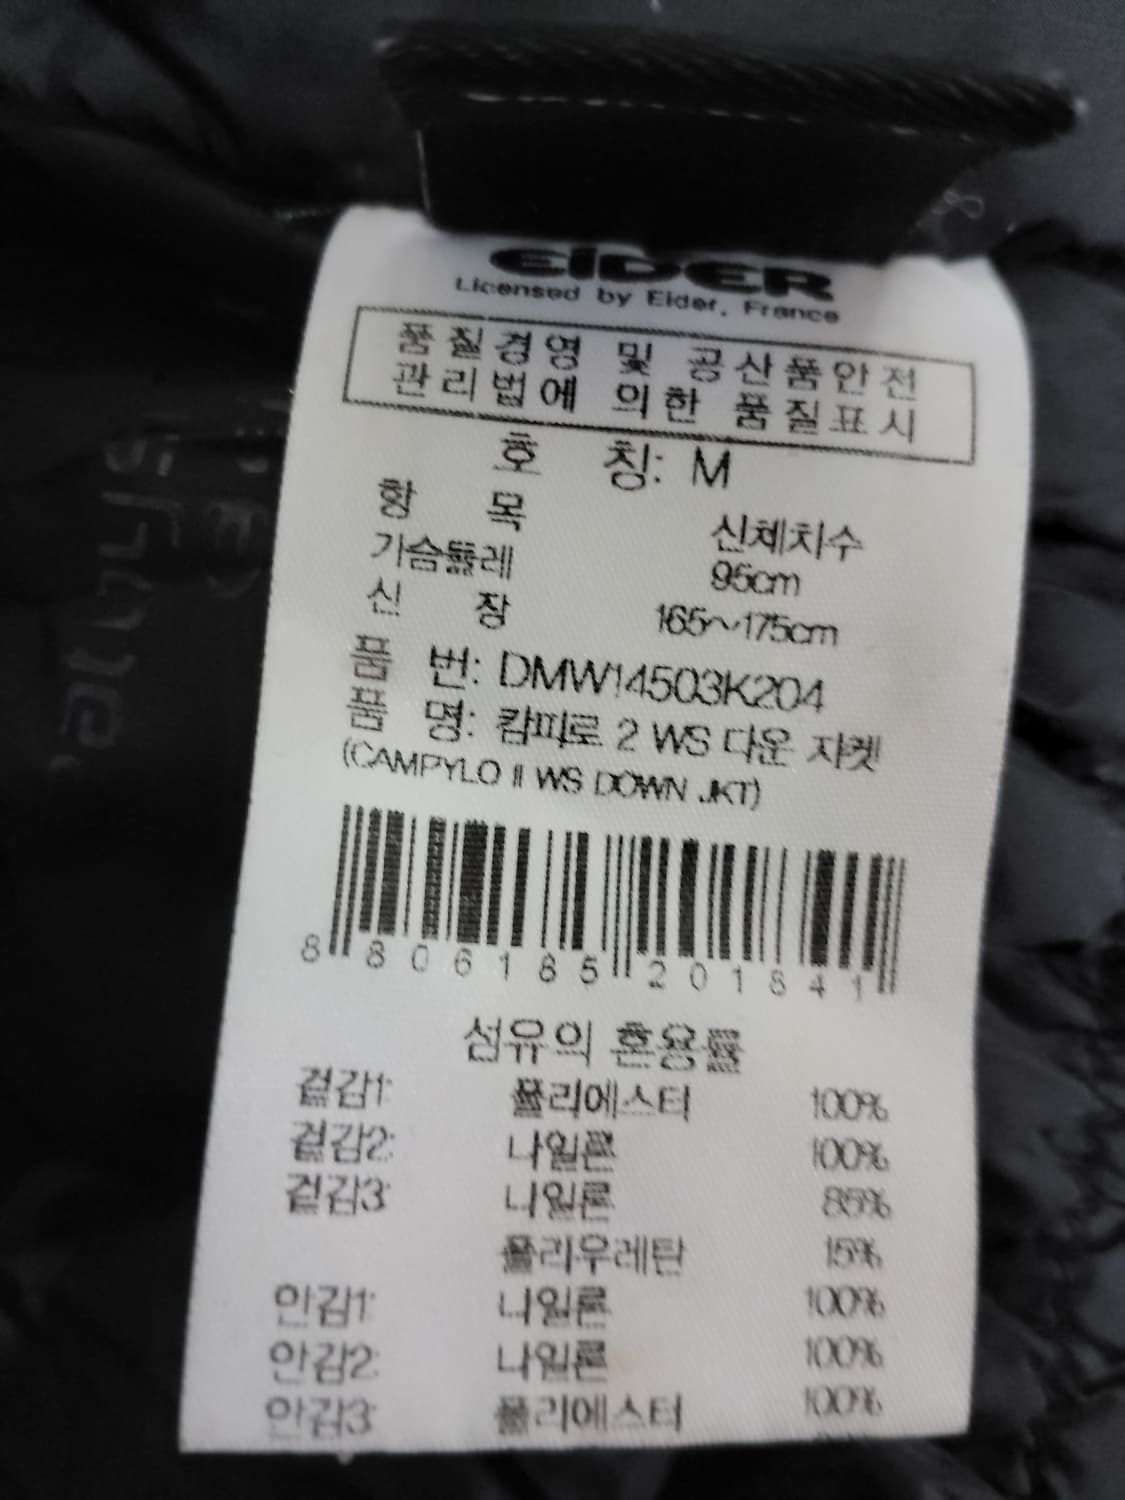 EIDER
Licensed by Eider, France
품질경영 및 공산품안전
관리법에 의한 품질표시
호 칭: M
항 목 신체치수
가슴둘레 95cm
신 장 165~175cm
품 번: DMW14503K204
품 명: 캄피로 2 WS 다운 자켓
(CAMPYLO II WS DOWN JKT)
8 806185 201841
섬유의 혼용률
겉감1: 폴리에스터 100%
겉감2: 나일론 100%
겉감3: 나일론 85%
폴리우레탄 15%
안감1: 나일론 100%
안감2: 나일론 100%
안감3: 폴리에스터 100%